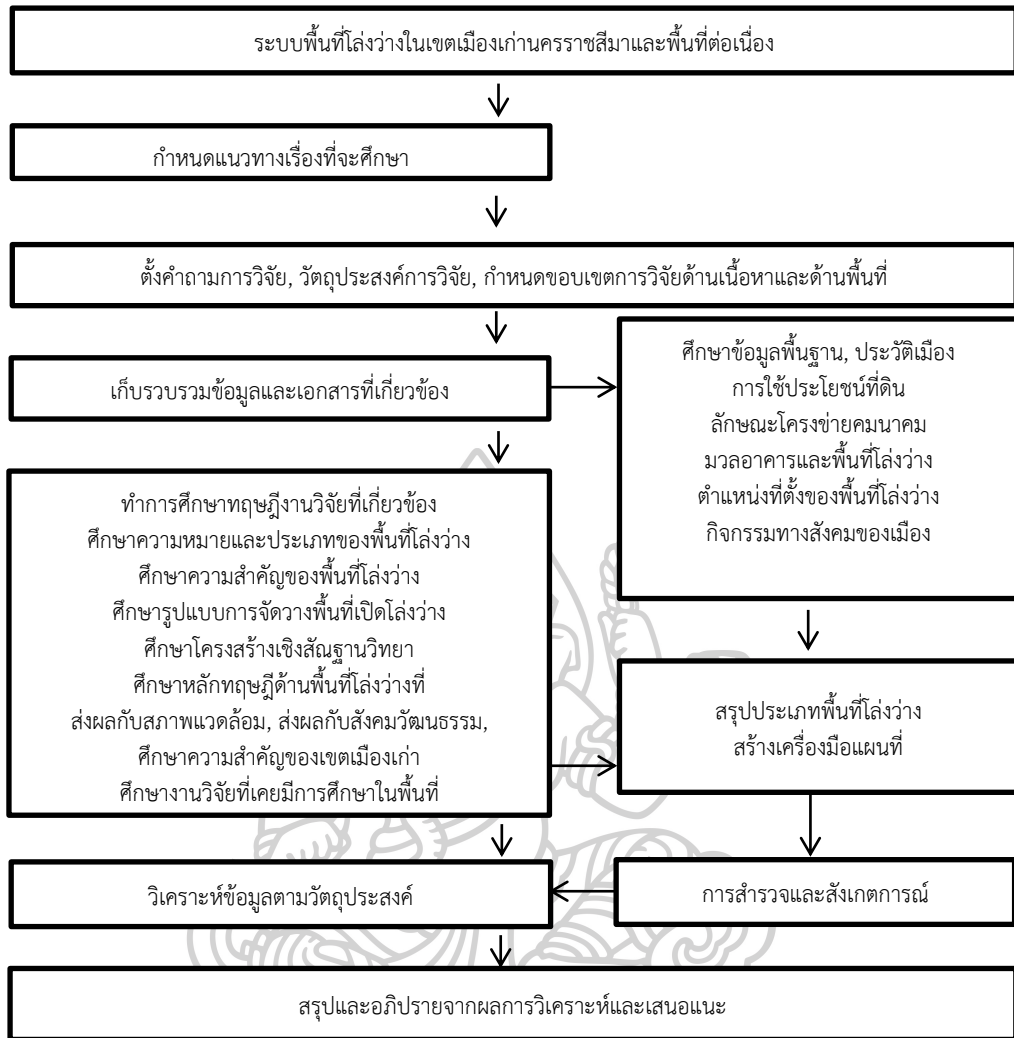 ระบบพื้นที่โล่งว่างในเขตเมืองเก่านครราชสีมาและพื้นที่ต่อเนื่อง
กำหนดแนวทางเรื่องที่จะศึกษา
ตั้งคำถามการวิจัย, วัตถุประสงค์การวิจัย, กำหนดขอบเขตการวิจัยด้านเนื้อหาและด้านพื้นที่
เก็บรวบรวมข้อมูลและเอกสารที่เกี่ยวข้อง
ศึกษาข้อมูลพื้นฐาน, ประวัติเมือง
การใช้ประโยชน์ที่ดิน
ลักษณะโครงข่ายคมนาคม
มวลอาคารและพื้นที่โล่งว่าง
ตำแหน่งที่ตั้งของพื้นที่โล่งว่าง
กิจกรรมทางสังคมของเมือง
ทำการศึกษาทฤษฎีงานวิจัยที่เกี่ยวข้อง
ศึกษาความหมายและประเภทของพื้นที่โล่งว่าง
ศึกษาความสำคัญของพื้นที่โล่งว่าง
ศึกษารูปแบบการจัดวางพื้นที่เปิดโล่งว่าง
ศึกษาโครงสร้างเชิงสัณฐานวิทยา
ศึกษาหลักทฤษฎีด้านพื้นที่โล่งว่างที่
ส่งผลกับสภาพแวดล้อม, ส่งผลกับสังคมวัฒนธรรม,
ศึกษาความสำคัญของเขตเมืองเก่า
ศึกษางานวิจัยที่เคยมีการศึกษาในพื้นที่
สรุปประเภทพื้นที่โล่งว่าง
สร้างเครื่องมือแผนที่
วิเคราะห์ข้อมูลตามวัตถุประสงค์
การสำรวจและสังเกตการณ์
สรุปและอภิปรายจากผลการวิเคราะห์และเสนอแนะ